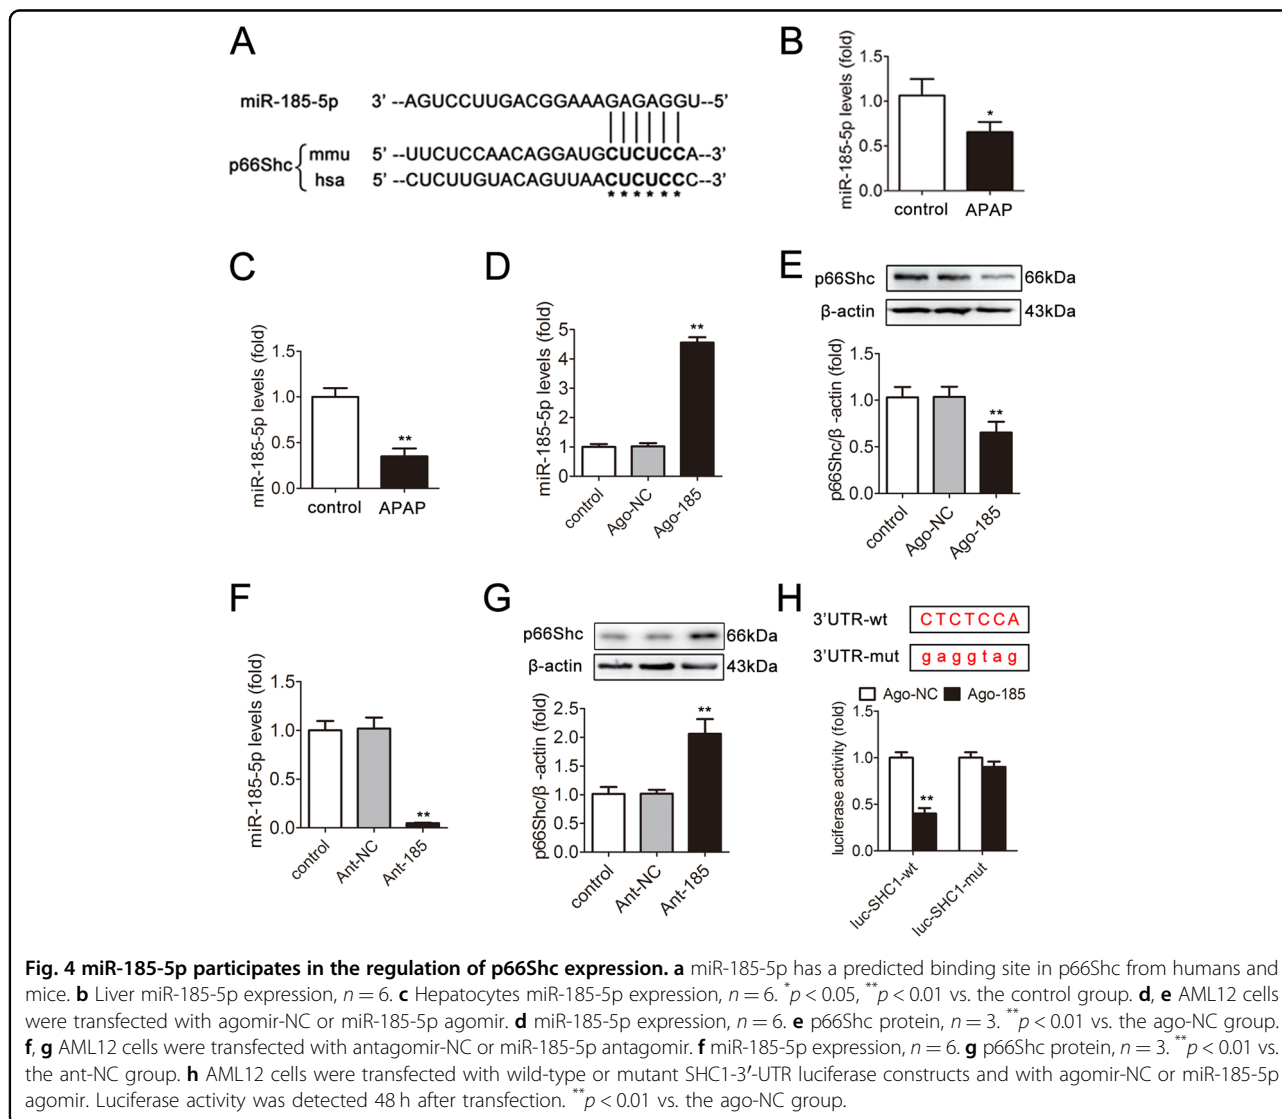 A
miR-185-5p 3’ --AGUCCUUGACGGAAAGAGAGGU--5’
p66Shc
mmu 5’ --UUCUCCAACAGGAUGCUCUCCA--3’
hsa 5’ --CUCUUGUACAGUUAACUCUCCC--3’
******
B
miR-185-5p levels (fold)
1.5
1.0
0.5
0.0
*
control APAP
C
miR-185-5p levels (fold)
1.5
1.0
0.5
0.0
**
control APAP
D
miR-185-5p levels (fold)
5
4
3
2
1
0
**
control Ago-NC Ago-185
E
p66Shc 66kDa
β-actin 43kDa
p66Shc/β -actin (fold)
1.5
1.0
0.5
0.0
**
control Ago-NC Ago-185
F
miR-185-5p levels (fold)
1.5
1.0
0.5
0.0
**
control Ant-NC Ant-185
G
p66Shc 66kDa
β-actin 43kDa
p66Shc/β -actin (fold)
2.5
2.0
1.5
1.0
0.5
0.0
**
control Ant-NC Ant-185
H
3’UTR-wt CTCTCCA
3’UTR-mut gaggtag
Ago-NC Ago-185
luciferase activity (fold)
1.5
1.0
0.5
0.0
**
luc-SHC1-wt luc-SHC1-mut
Fig. 4 miR-185-5p participates in the regulation of p66Shc expression. a miR-185-5p has a predicted binding site in p66Shc from humans and
mice. b Liver miR-185-5p expression, n = 6. c Hepatocytes miR-185-5p expression, n = 6. *p < 0.05, **p < 0.01 vs. the control group. d, e AML12 cells
were transfected with agomir-NC or miR-185-5p agomir. d miR-185-5p expression, n = 6. e p66Shc protein, n = 3. **p < 0.01 vs. the ago-NC group.
f, g AML12 cells were transfected with antagomir-NC or miR-185-5p antagomir. f miR-185-5p expression, n = 6. g p66Shc protein, n = 3. **p < 0.01 vs.
the ant-NC group. h AML12 cells were transfected with wild-type or mutant SHC1-3′-UTR luciferase constructs and with agomir-NC or miR-185-5p
agomir. Luciferase activity was detected 48 h after transfection. **p < 0.01 vs. the ago-NC group.